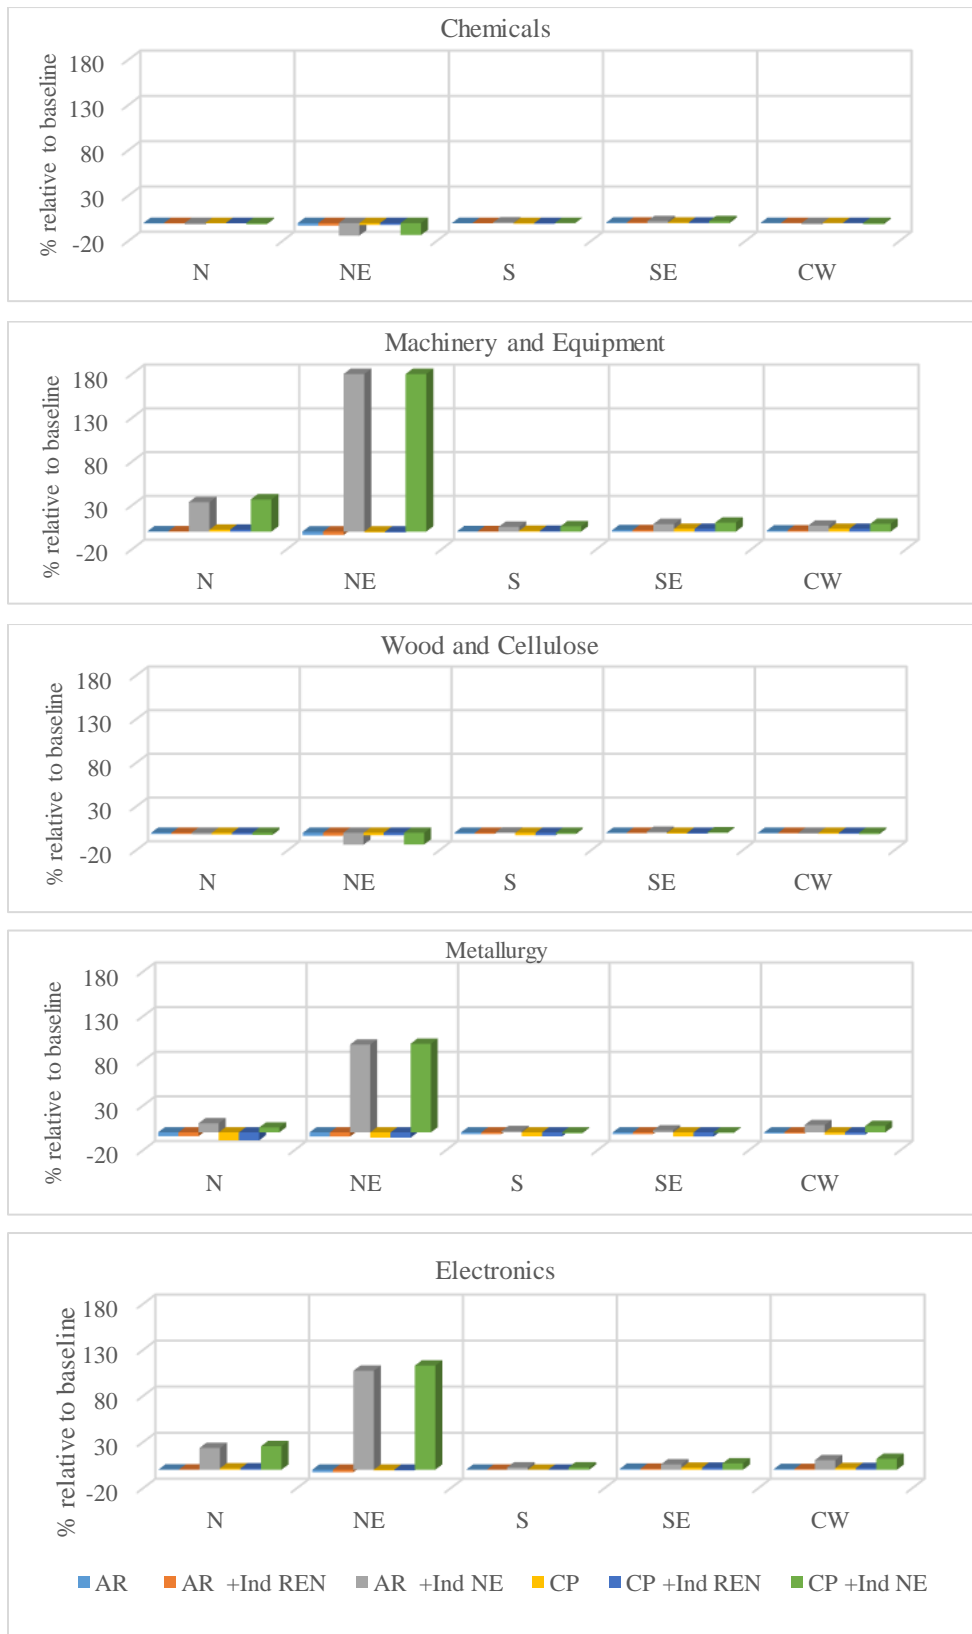 Chemicals
% relative to baseline
180
130
80
30
-20
N NE S SE CW
Machinery and Equipment
% relative to baseline
180
130
80
30
-20
N NE S SE CW
Wood and Cellulose
% relative to baseline
180
130
80
30
-20
N NE S SE CW
Metallurgy
% relative to baseline
180
130
80
30
-20
N NE S SE CW
Electronics
% relative to baseline
180
130
80
30
-20
N NE S SE CW
AR AR +Ind REN AR +Ind NE CP CP +Ind REN CP +Ind NE